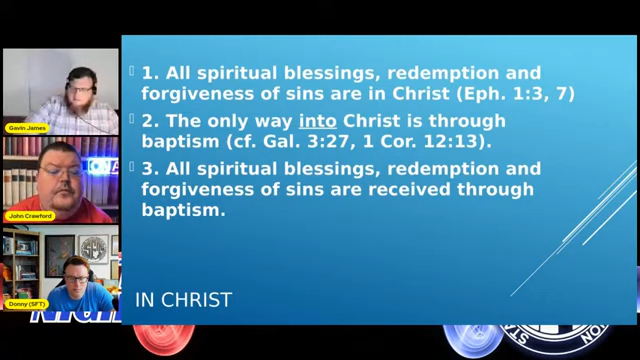 1. All spiritual blessings, redemption and
forgiveness of sins are in Christ (Eph. 1:3, 7)
2. The only way into Christ is through
baptism (cf. Gal. 3:27, 1 Cor. 12:13).
3. All spiritual blessings, redemption and
forgiveness of sins are received through
baptism.
IN CHRIST
Gavin James
John Crawford
Donny (SFT)